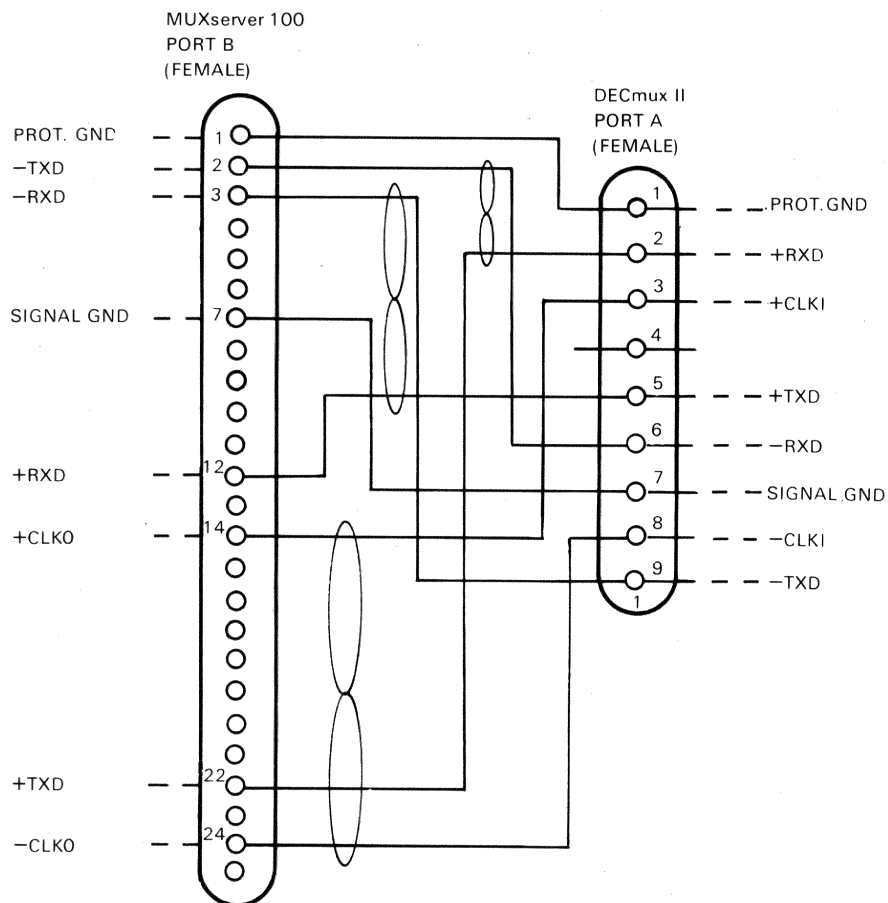 MUXserver 100
PORT B
(FEMALE)
DECmux II
PORT A
(FEMALE)
PROT. GND
-TXD
-RXD
SIGNAL GND
+RXD
+CLKO
+TXD
-CLKO
1
2
3
7
12
14
22
24
1
2
3
4
5
6
7
8
9
1
PROT.GND
+RXD
+CLKI
+TXD
-RXD
SIGNAL GND
-CLKI
-TXD